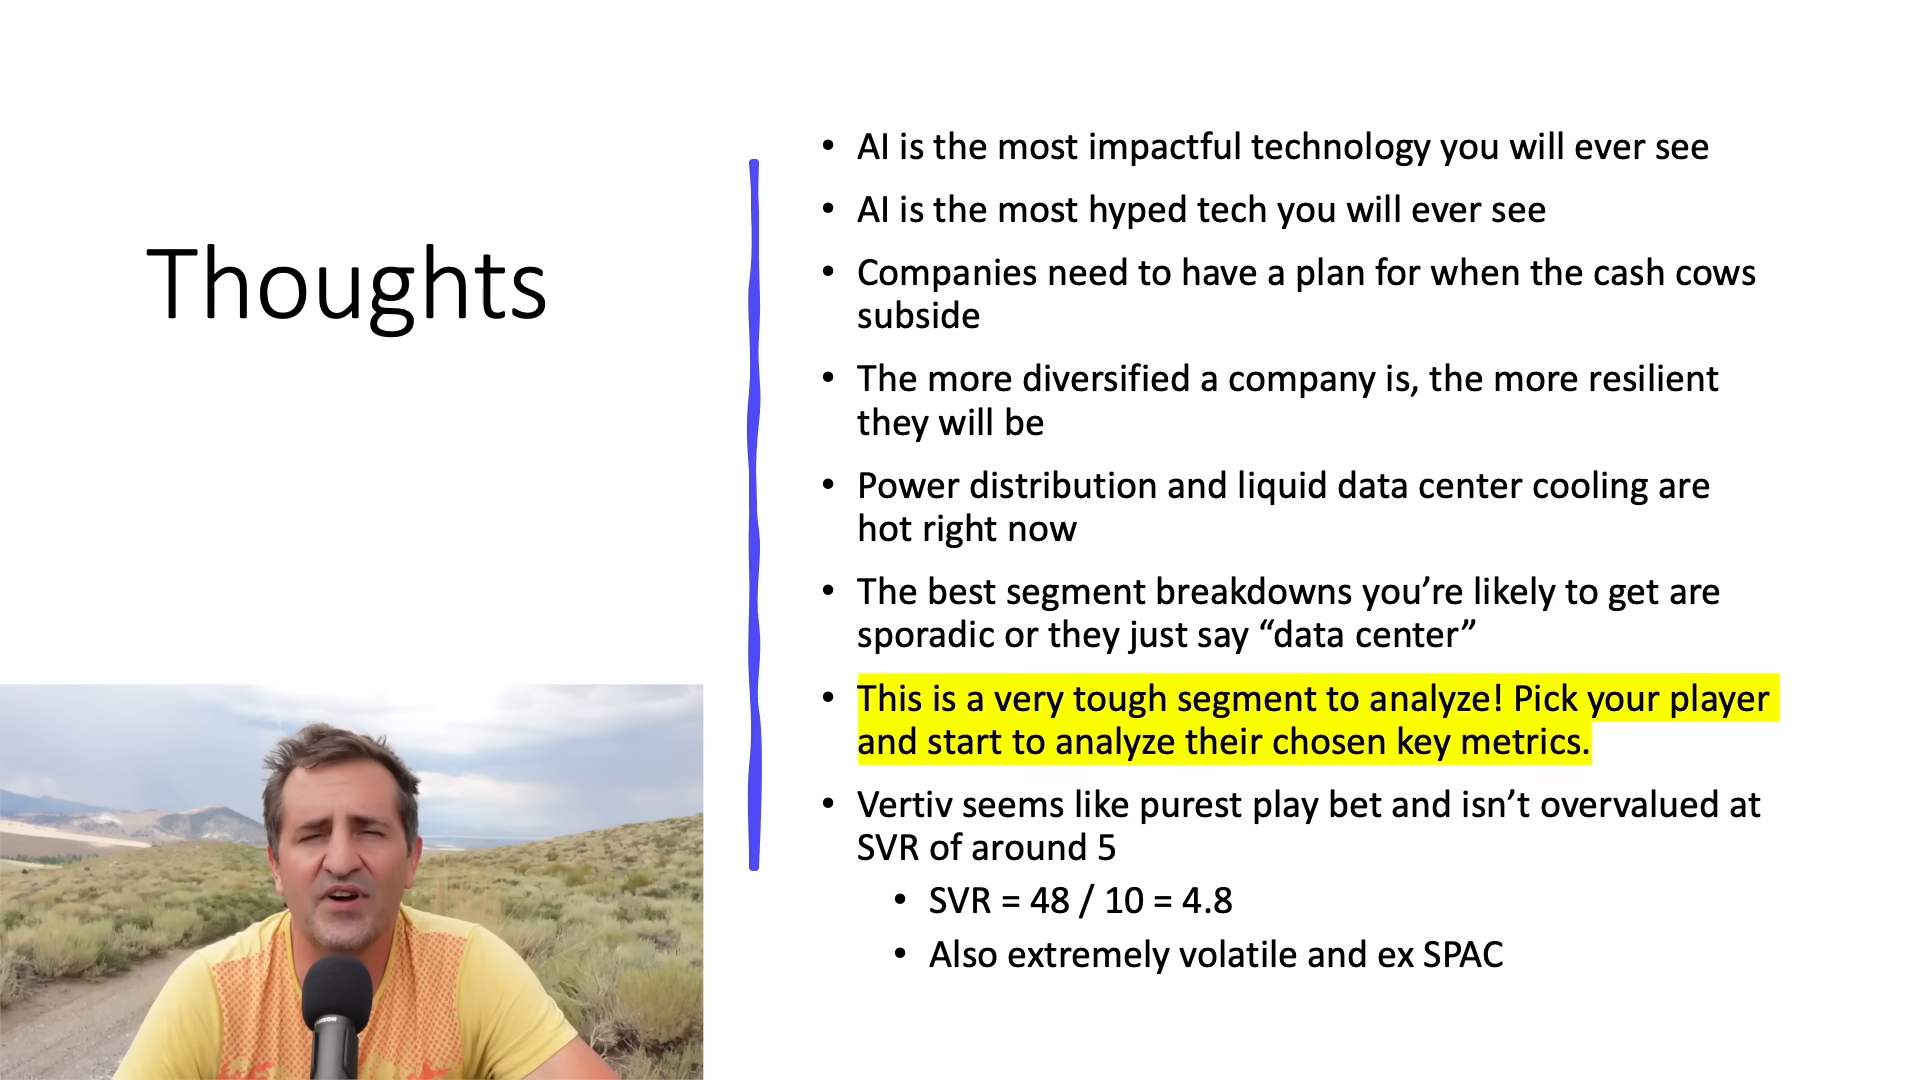 Thoughts
• AI is the most impactful technology you will ever see
• AI is the most hyped tech you will ever see
• Companies need to have a plan for when the cash cows
subside
• The more diversified a company is, the more resilient
they will be
• Power distribution and liquid data center cooling are
hot right now
• The best segment breakdowns you’re likely to get are
sporadic or they just say “data center”
• This is a very tough segment to analyze! Pick your player
and start to analyze their chosen key metrics.
• Vertiv seems like purest play bet and isn’t overvalued at
SVR of around 5
• SVR = 48 / 10 = 4.8
• Also extremely volatile and ex SPAC